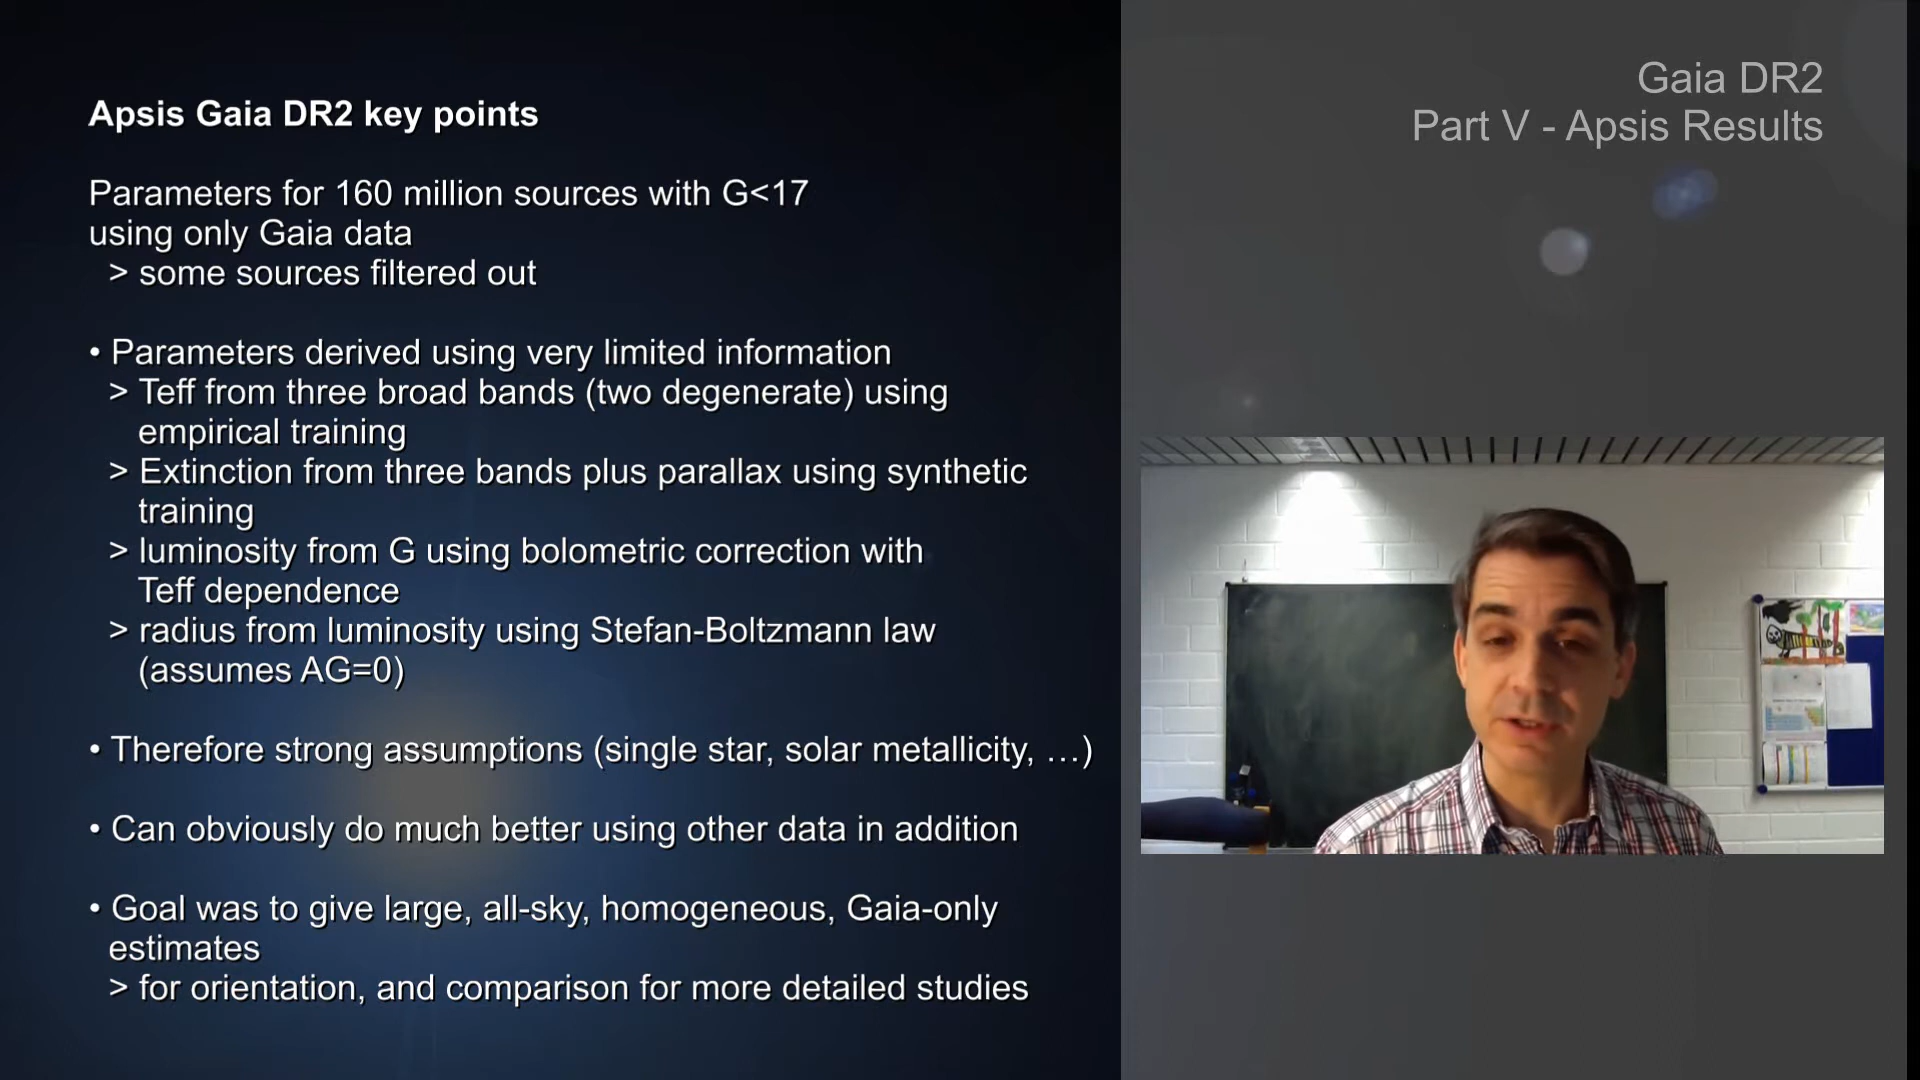 Apsis Gaia DR2 key points
Parameters for 160 million sources with G<17
using only Gaia data
> some sources filtered out
• Parameters derived using very limited information
> Teff from three broad bands (two degenerate) using
empirical training
> Extinction from three bands plus parallax using synthetic
training
> luminosity from G using bolometric correction with
Teff dependence
> radius from luminosity using Stefan-Boltzmann law
(assumes AG=0)
• Therefore strong assumptions (single star, solar metallicity, …)
• Can obviously do much better using other data in addition
• Goal was to give large, all-sky, homogeneous, Gaia-only
estimates
> for orientation, and comparison for more detailed studies
Gaia DR2
Part V - Apsis Results